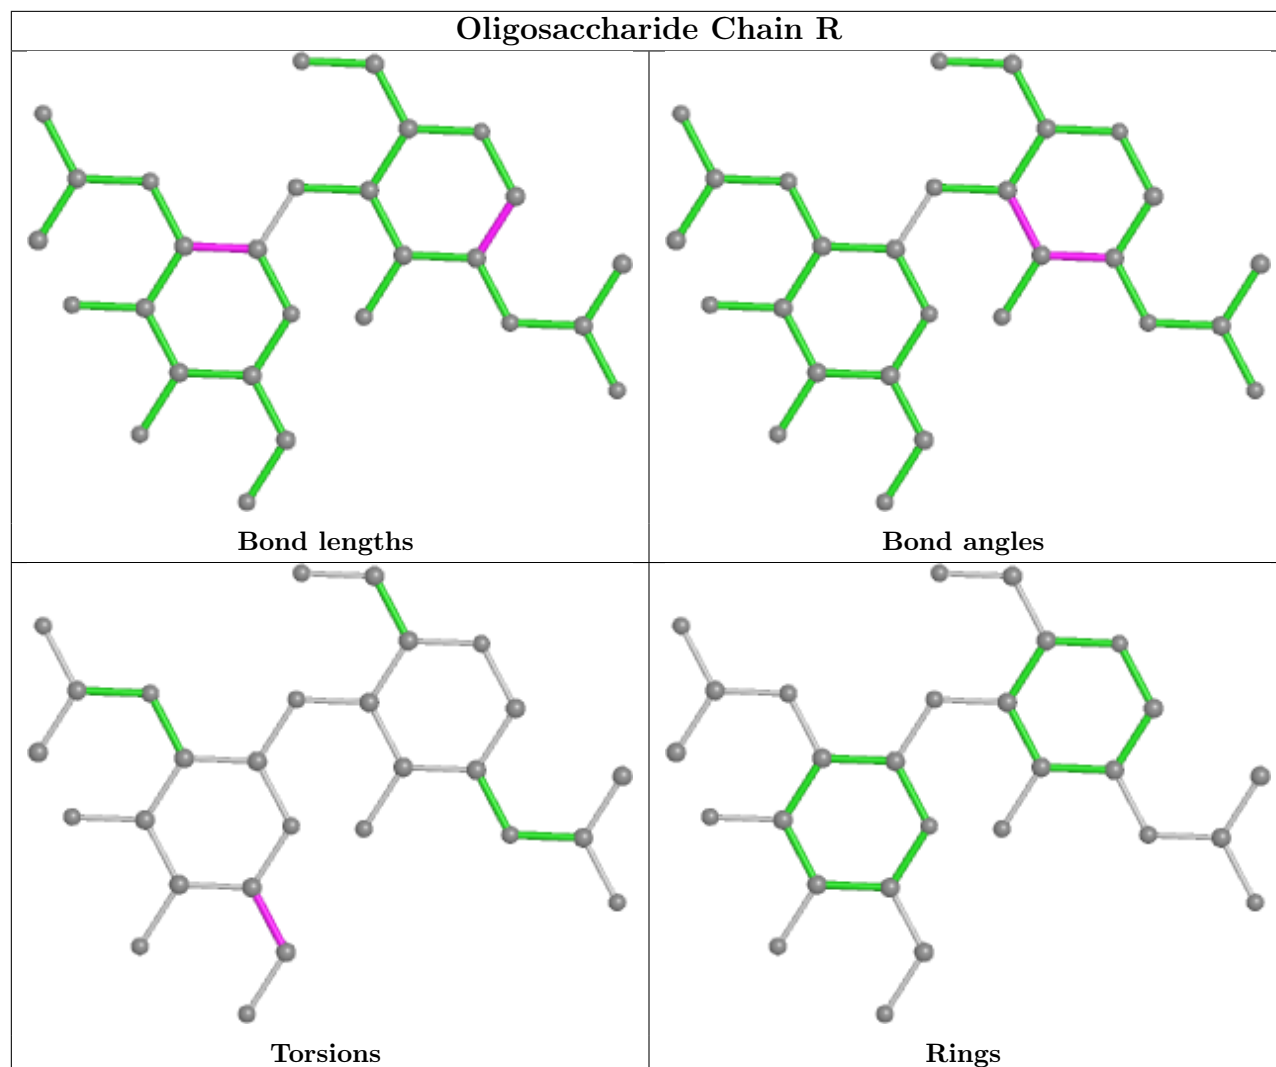 Oligosaccharide Chain R
Bond lengths
Bond angles
Torsions
Rings